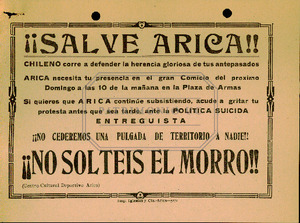 ¡¡SALVE ARICA!!
CHILENO corre a defender la herencia gloriosa de tus antepasados
ARICA necesita tu presencia en el gran Comicio del proximo
Domingo a las 10 de la mañana en la Plaza de Armas
Si quieres que ARICA continúe subsistiendo, acude a gritar tu
protesta antes que sea tarde, ante la POLITICA SUICIDA
ENTREGUISTA
¡¡NO CEDEREMOS UNA PULGADA DE TERRITORIO A NADIE!!
¡¡NO SOLTEIS EL MORRO!!
(Centro Cultural Deportivo Arica)
Imp.